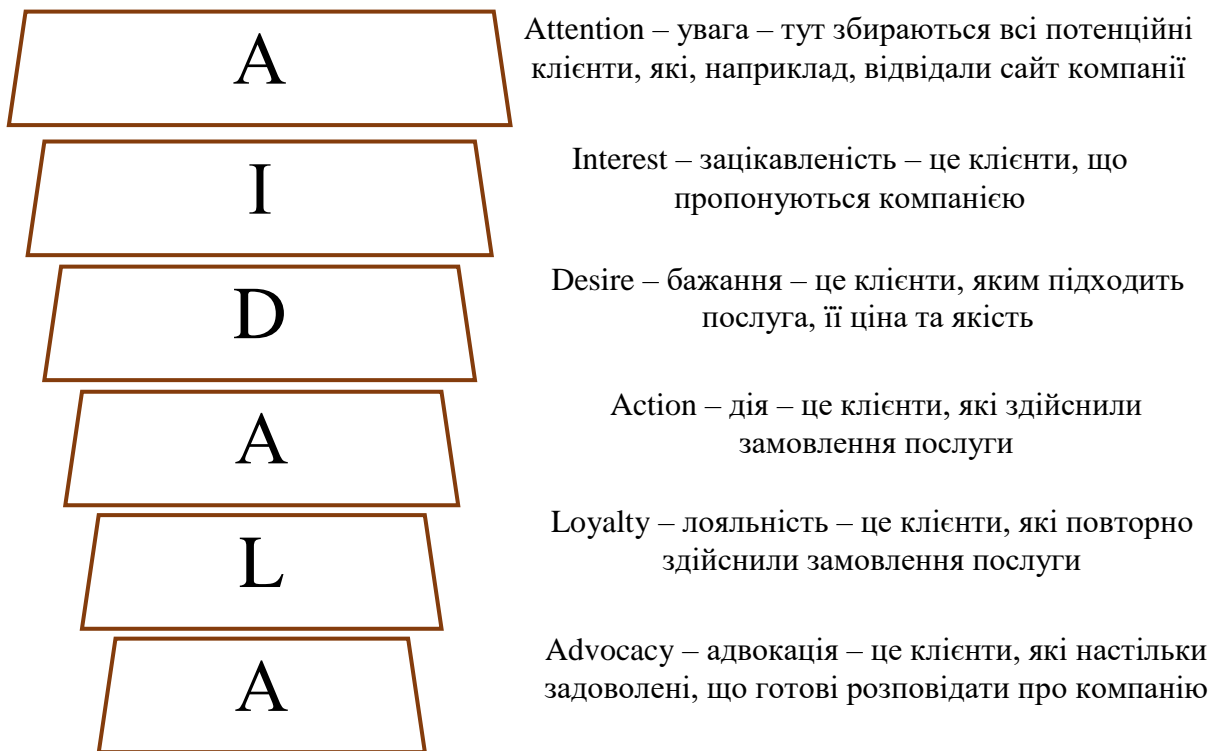 A
Attention – увага – тут збираються всі потенційні
клієнти, які, наприклад, відвідали сайт компанії
I
Interest – зацікавленість – це клієнти, що
пропонуються компанією
D
Desire – бажання – це клієнти, яким підходить
послуга, її ціна та якість
A
Action – дія – це клієнти, які здійснили
замовлення послуги
L
Loyalty – лояльність – це клієнти, які повторно
здійснили замовлення послуги
A
Advocacy – адвокація – це клієнти, які настільки
задоволені, що готові розповідати про компанію